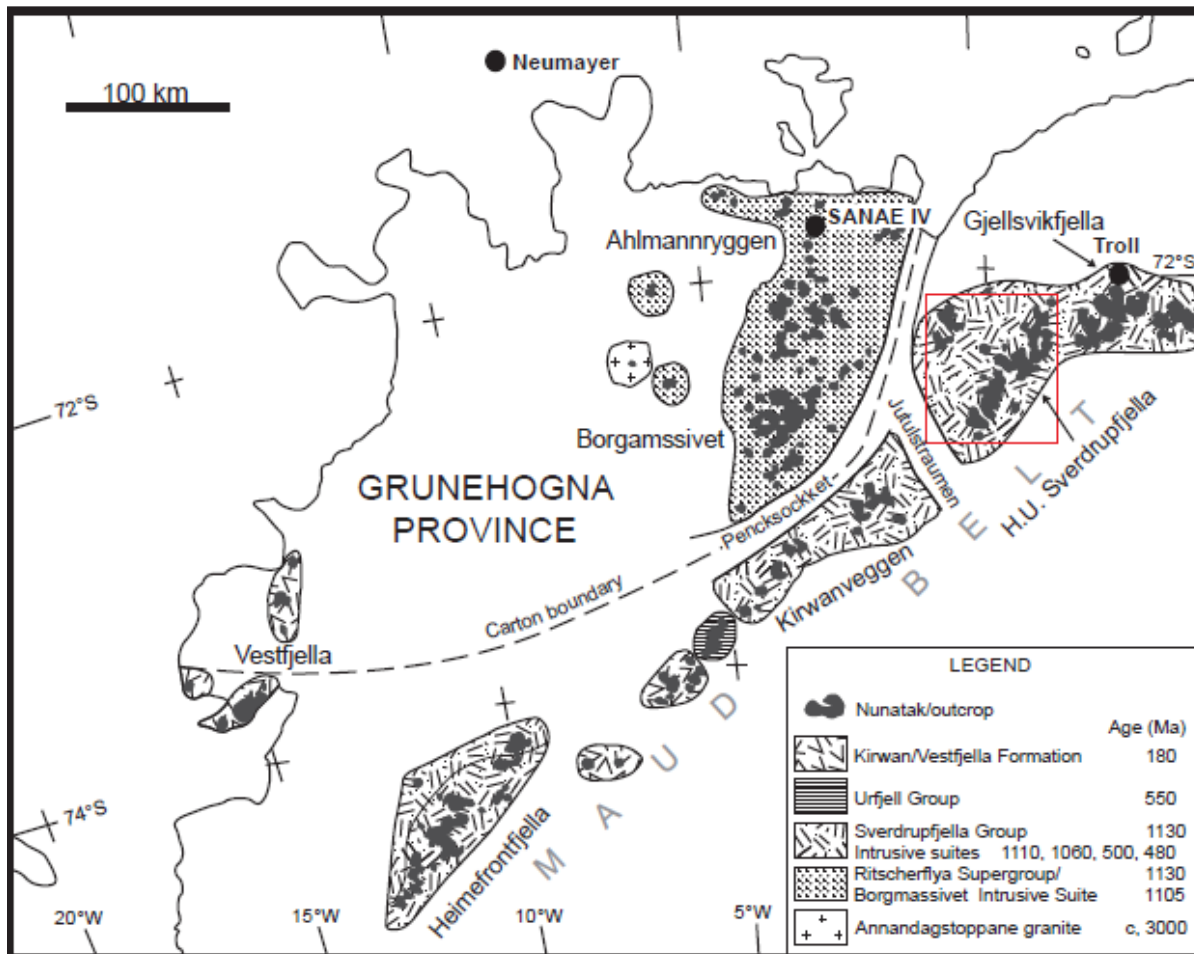 Neumayer
100 km
SANAE IV
Ahlmannryggen
Gjellsvikfjella
Troll
72°S
72°S
Borgamssivet
Jutulstraumen
H.U. Sverdrupfjella
GRUNEHOGNA
PROVINCE
Pencksockket
Kirwanveggen
Carton boundary
Vestfjella
M A U D B E L T
Heimefrontfjella
74°S
20°W
15°W
10°W
5°W
LEGEND
Nunatak/outcrop
Age (Ma)
Kirwan/Vestfjella Formation 180
Urfjell Group 550
Sverdrupfjella Group 1130
Intrusive suites 1110, 1060, 500, 480
Ritscherflya Supergroup/ 1130
Borgmassivet Intrusive Suite 1105
Annandagstoppane granite c, 3000